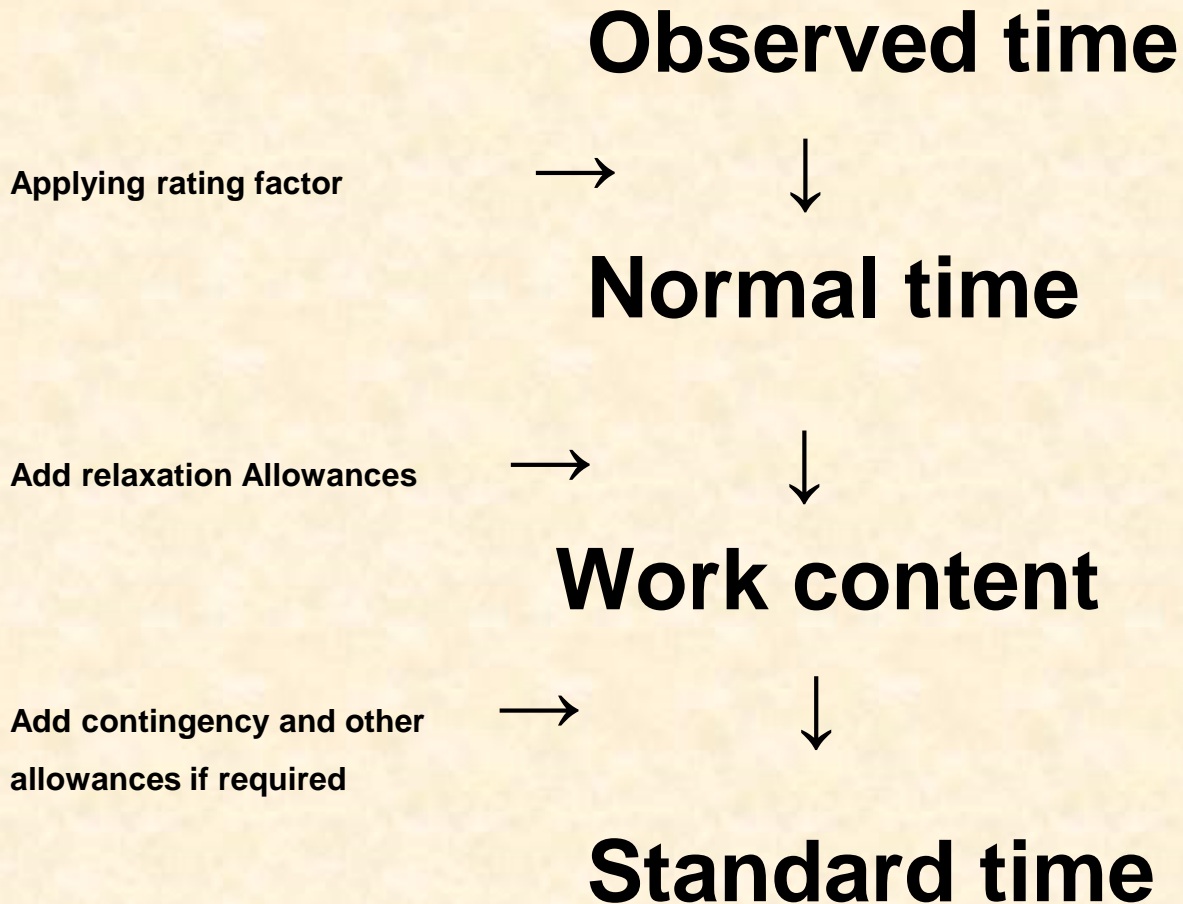 Observed time
Applying rating factor → ↓
Normal time
Add relaxation Allowances → ↓
Work content
Add contingency and other → ↓
allowances if required
Standard time